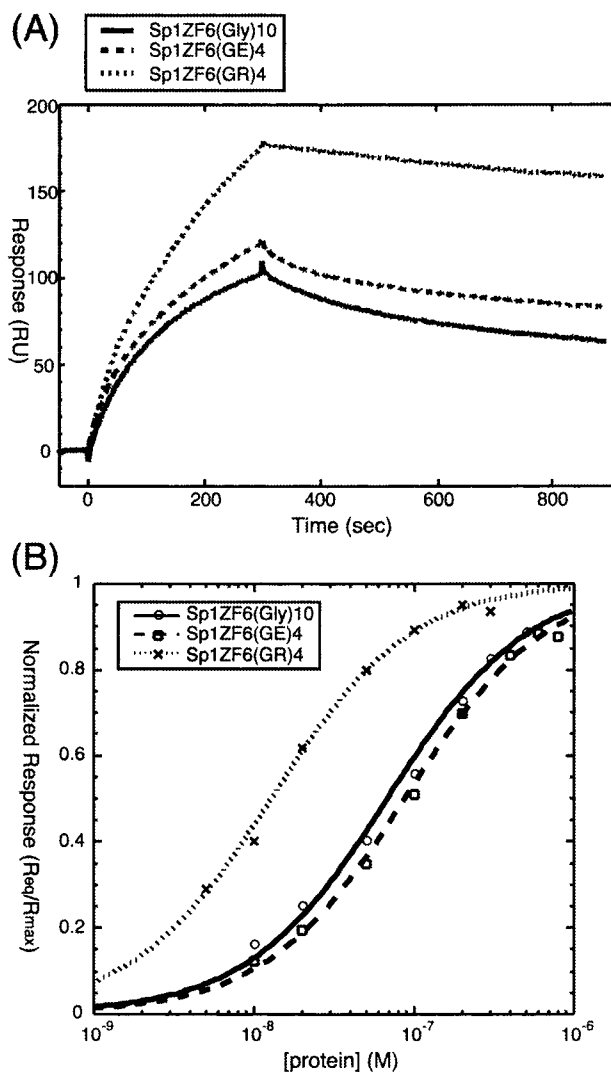 (A)
Sp1ZF6(Gly)10
Sp1ZF6(GE)4
Sp1ZF6(GR)4
200
150
100
50
0
Response (RU)
0 200 400 600 800
Time (sec)
(B)
1
0.8
0.6
0.4
0.2
0
Normalized Response (Req/Rmax)
Sp1ZF6(Gly)10
Sp1ZF6(GE)4
Sp1ZF6(GR)4
10-9 10-8 10-7 10-6
[protein] (M)